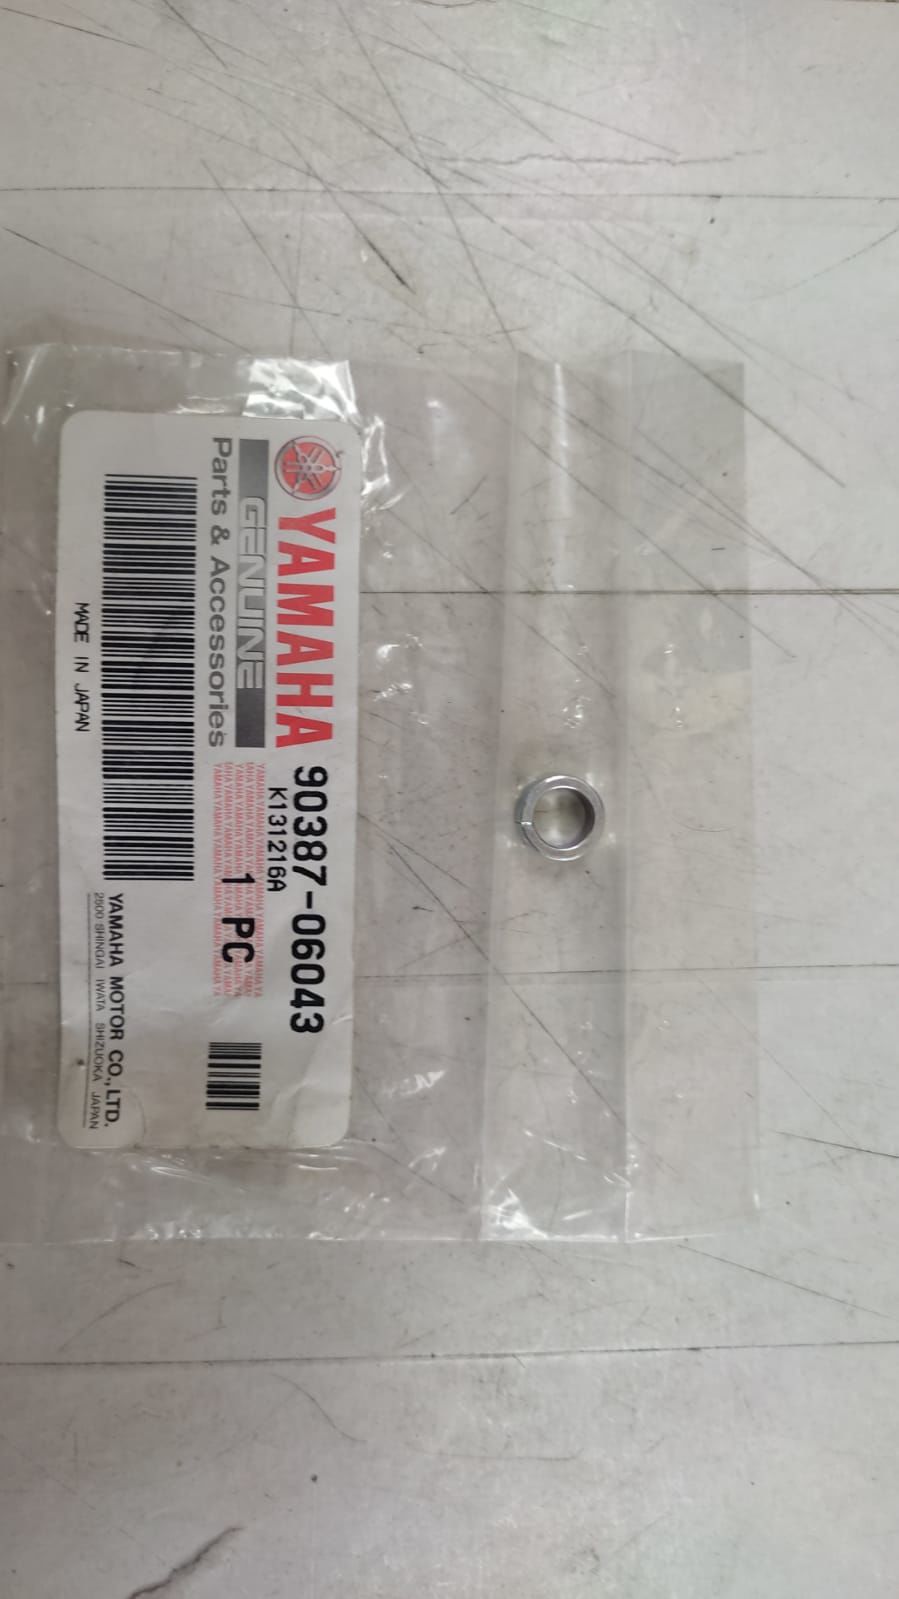 YAMAHA
90387-06043
GENUINE
K131216A
Parts & Accessories
1 PC
YAMAHAYAMAHAYAMAHAYAMAHAYA
MADE IN JAPAN
YAMAHA MOTOR CO.,LTD.
2500 SHINGAI IWATA SHIZUOKA JAPAN